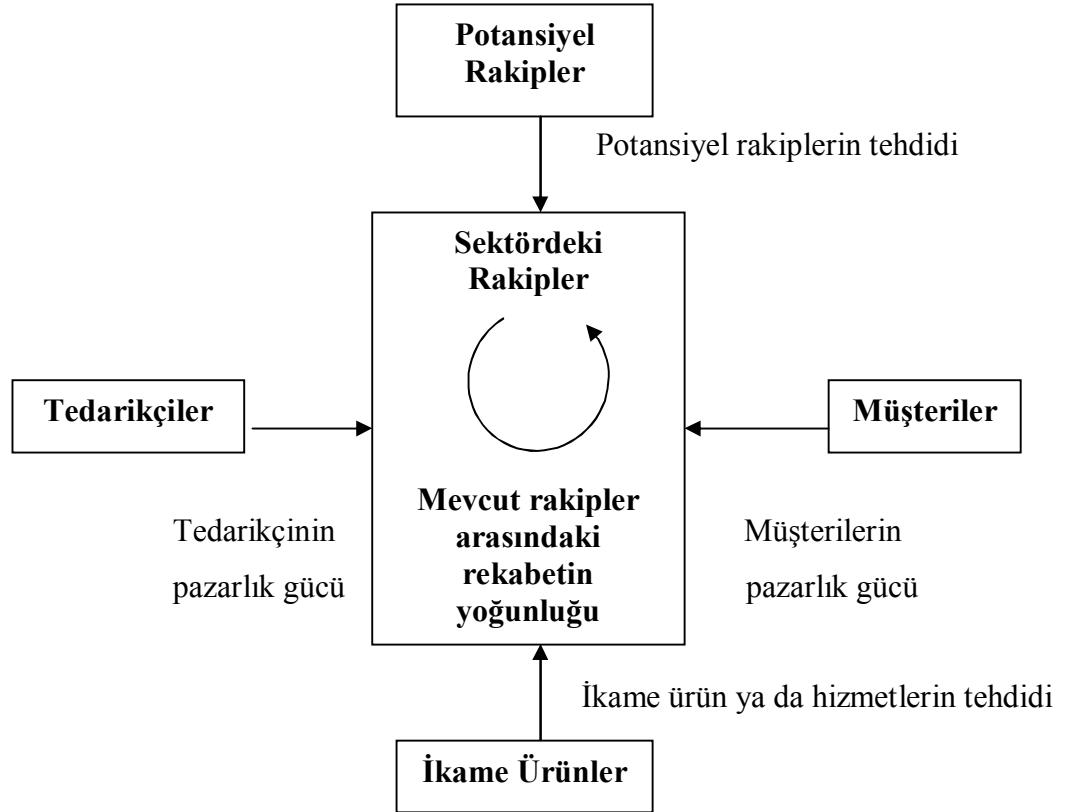 Potansiyel
Rakipler
Potansiyel rakiplerin tehdidi
Sektördeki
Rakipler
Tedarikçiler
Müşteriler
Mevcut rakipler
arasındaki
rekabetin
yoğunluğu
Tedarikçinin
pazarlık gücü
Müşterilerin
pazarlık gücü
İkame ürün ya da hizmetlerin tehdidi
İkame Ürünler